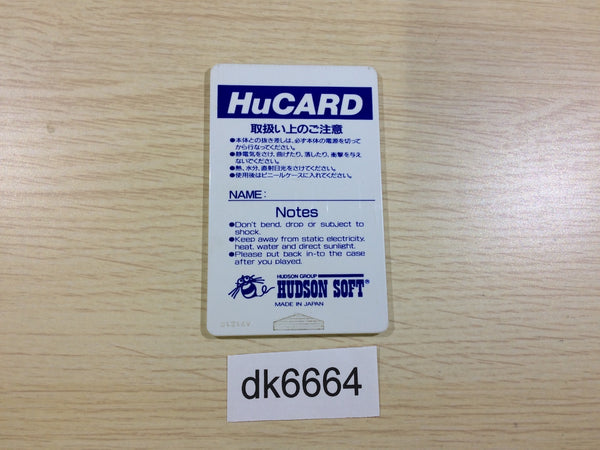 HuCARD
取扱い上のご注意
●本体との抜き差しは、必ず本体の電源を切って
から行なってください。
●静電気をさけ、曲げたり、落したり、衝撃を与え
ないでください。
●熱、水分、直射日光をさけてください。
●使用後はビニールケースに入れてください。
NAME:
Notes
●Don't bend, drop or subject to
shock.
●Keep away from static electricity,
heat, water and direct sunlight.
●Please put back in-to the case
after you played.
HUDSON GROUP
HUDSON SOFT®
MADE IN JAPAN
dk6664